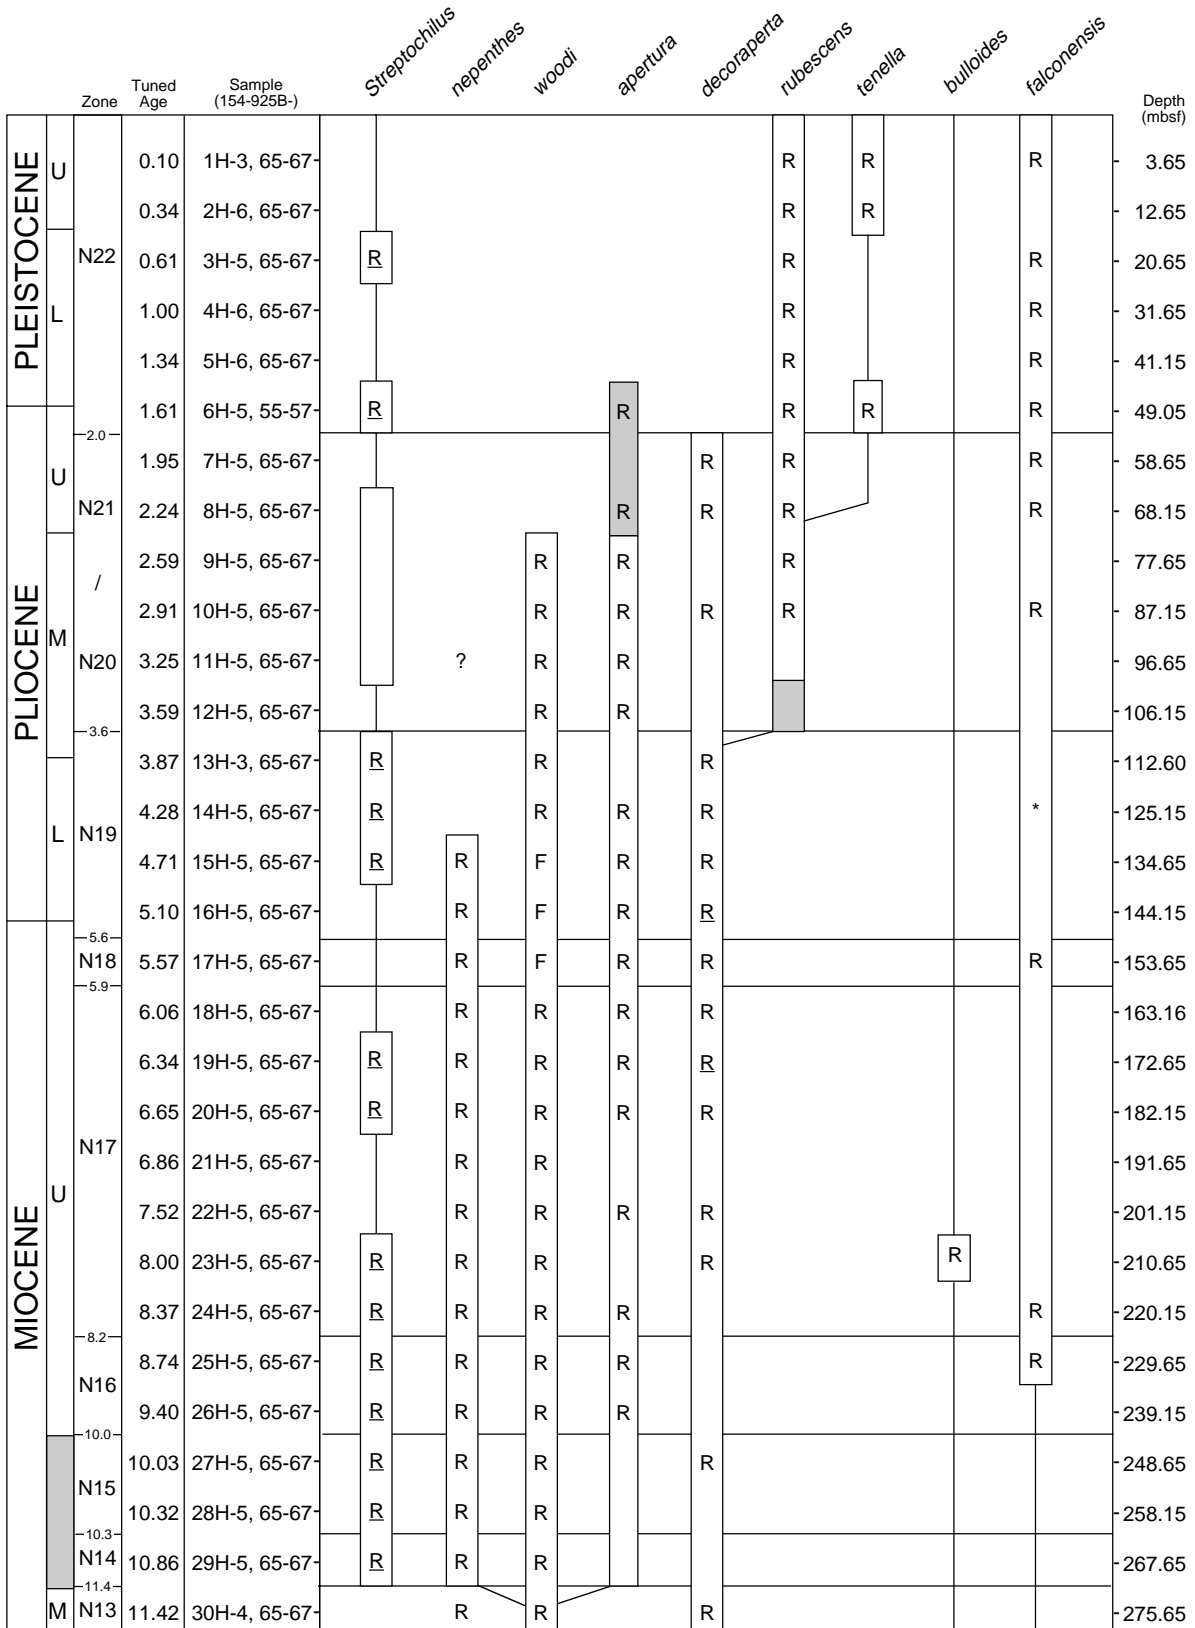 Streptochilus nepenthes woodi apertura decoraperta rubescens tenella bulloides falconensis
Zone Tuned Age Sample (154-925B-) Depth (mbsf)
PLEISTOCENE
PLIOCENE
MIOCENE
U
L
U
M
L
U
M
N22
N21
/
N20
N19
N18
N17
N16
N15
N14
N13
0.10 1H-3, 65-67 R R R 3.65
0.34 2H-6, 65-67 R R 12.65
0.61 3H-5, 65-67 R R R 20.65
1.00 4H-6, 65-67 R R 31.65
1.34 5H-6, 65-67 R R 41.15
1.61 6H-5, 55-57 R R R R R 49.05
2.0
1.95 7H-5, 65-67 R R R 58.65
2.24 8H-5, 65-67 R R R R 68.15
2.59 9H-5, 65-67 R R R 77.65
2.91 10H-5, 65-67 R R R R R 87.15
3.25 11H-5, 65-67 ? R R 96.65
3.59 12H-5, 65-67 R R 106.15
3.6
3.87 13H-3, 65-67 R R R 112.60
4.28 14H-5, 65-67 R R R R * 125.15
4.71 15H-5, 65-67 R R F R R 134.65
5.10 16H-5, 65-67 R F R R 144.15
5.6
5.57 17H-5, 65-67 R F R R R 153.65
5.9
6.06 18H-5, 65-67 R R R R 163.16
6.34 19H-5, 65-67 R R R R R 172.65
6.65 20H-5, 65-67 R R R R R 182.15
6.86 21H-5, 65-67 R R 191.65
7.52 22H-5, 65-67 R R R R 201.15
8.00 23H-5, 65-67 R R R R R 210.65
8.37 24H-5, 65-67 R R R R R 220.15
8.2
8.74 25H-5, 65-67 R R R R R 229.65
9.40 26H-5, 65-67 R R R R 239.15
10.0
10.03 27H-5, 65-67 R R R R 248.65
10.32 28H-5, 65-67 R R R 258.15
10.3
10.86 29H-5, 65-67 R R R 267.65
11.4
11.42 30H-4, 65-67 R R R 275.65